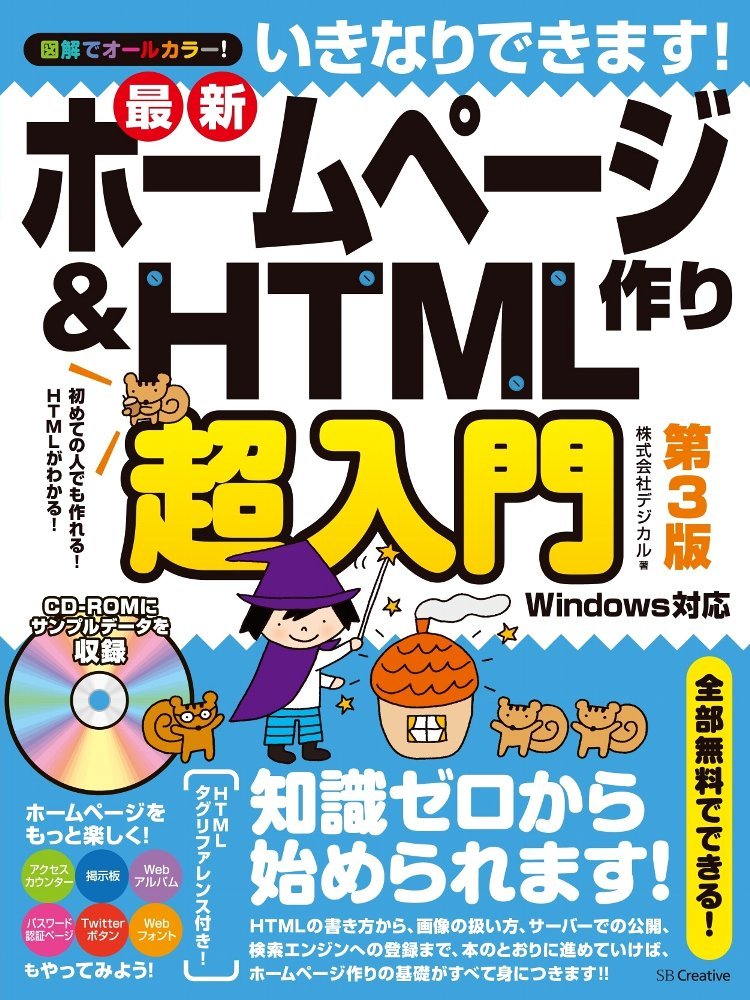 図解でオールカラー!
いきなりできます!
最新
ホームページ
&HTML
作り
初めての人でも作れる!
HTMLがわかる!
超入門
第3版
株式会社デジカル 著
Windows対応
CD-ROMに
サンプルデータを
収録
全部無料でできる!
ホームページを
もっと楽しく!
アクセス
カウンター
掲示板
Web
アルバム
パスワード
認証ページ
Twitter
ボタン
Web
フォント
もやってみよう!
HTML
タグリファレンス付き!
知識ゼロから
始められます!
HTMLの書き方から、画像の扱い方、サーバーでの公開、
検索エンジンへの登録まで、本のとおりに進めていけば、
ホームページ作りの基礎がすべて身につきます!!
SB Creative